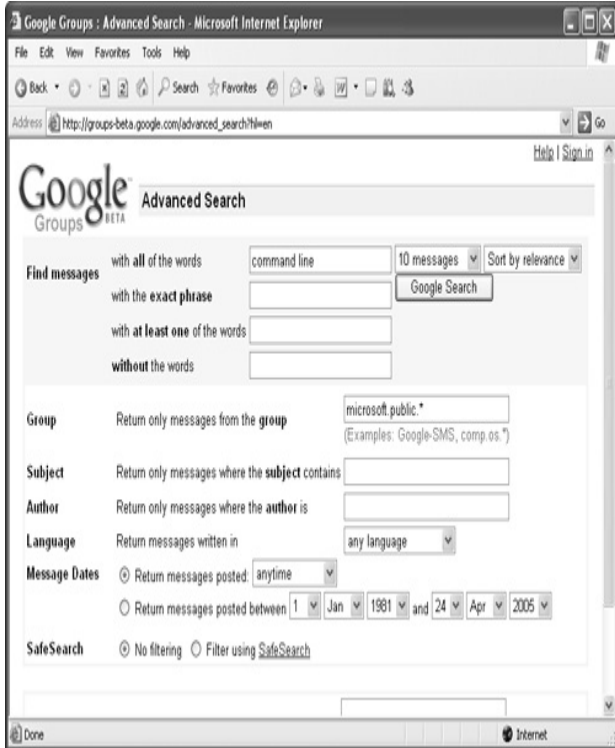 Google Groups : Advanced Search - Microsoft Internet Explorer
File Edit View Favorites Tools Help
Back Search Favorites
Address http://groups-beta.google.com/advanced_search?hl=en Go
Help | Sign in
Google Groups BETA Advanced Search
Find messages
with all of the words command line 10 messages Sort by relevance
with the exact phrase Google Search
with at least one of the words
without the words
Group Return only messages from the group microsoft.public.*
(Examples: Google-SMS, comp.os.*)
Subject Return only messages where the subject contains
Author Return only messages where the author is
Language Return messages written in any language
Message Dates Return messages posted: anytime
Return messages posted between 1 Jan 1981 and 24 Apr 2005
SafeSearch No filtering Filter using SafeSearch
Done Internet